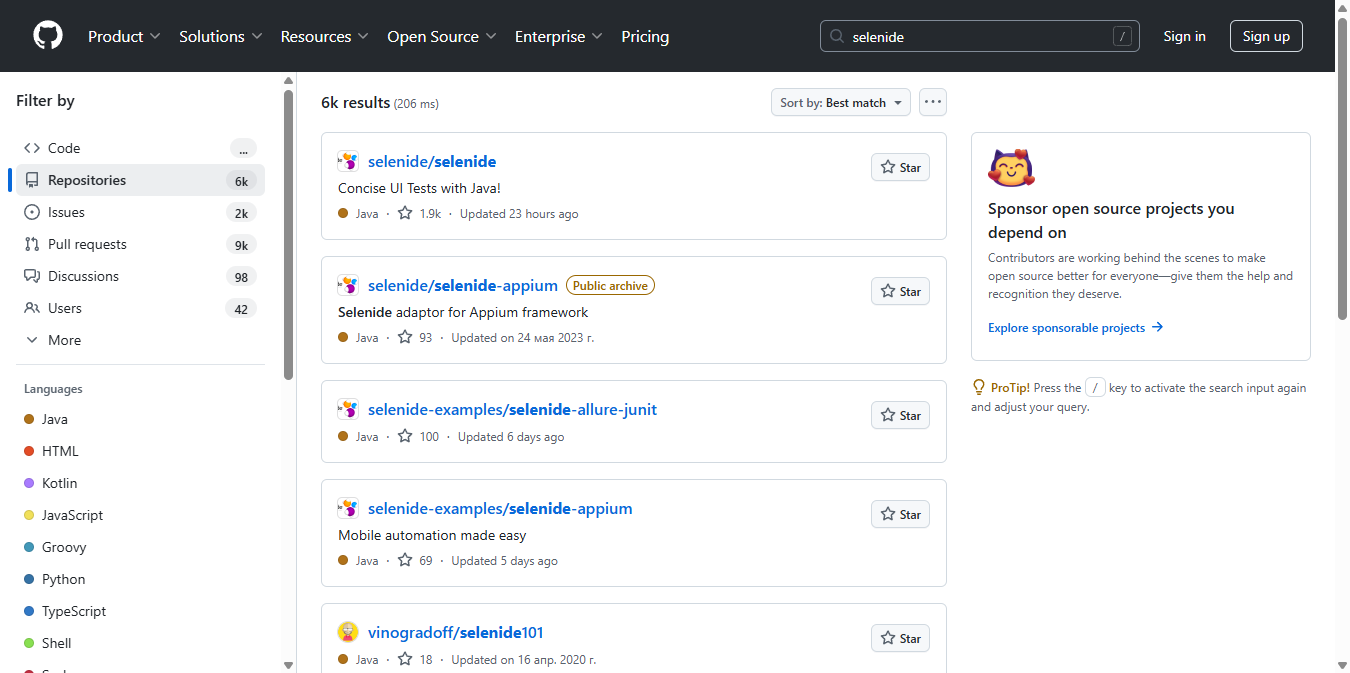 Product Solutions Resources Open Source Enterprise Pricing selenide / Sign in Sign up
Filter by
Code ...
Repositories 6k
Issues 2k
Pull requests 9k
Discussions 98
Users 42
More
Languages
Java
HTML
Kotlin
JavaScript
Groovy
Python
TypeScript
Shell
6k results (206 ms)
Sort by: Best match
selenide/selenide
Star
Concise UI Tests with Java!
Java · 1.9k · Updated 23 hours ago
selenide/selenide-appium Public archive
Star
Selenide adaptor for Appium framework
Java · 93 · Updated on 24 мая 2023 г.
selenide-examples/selenide-allure-junit
Star
Java · 100 · Updated 6 days ago
selenide-examples/selenide-appium
Star
Mobile automation made easy
Java · 69 · Updated 5 days ago
vinogradoff/selenide101
Star
Java · 18 · Updated on 16 апр. 2020 г.
Sponsor open source projects you
depend on
Contributors are working behind the scenes to make
open source better for everyone—give them the help and
recognition they deserve.
Explore sponsorable projects
ProTip! Press the / key to activate the search input again
and adjust your query.